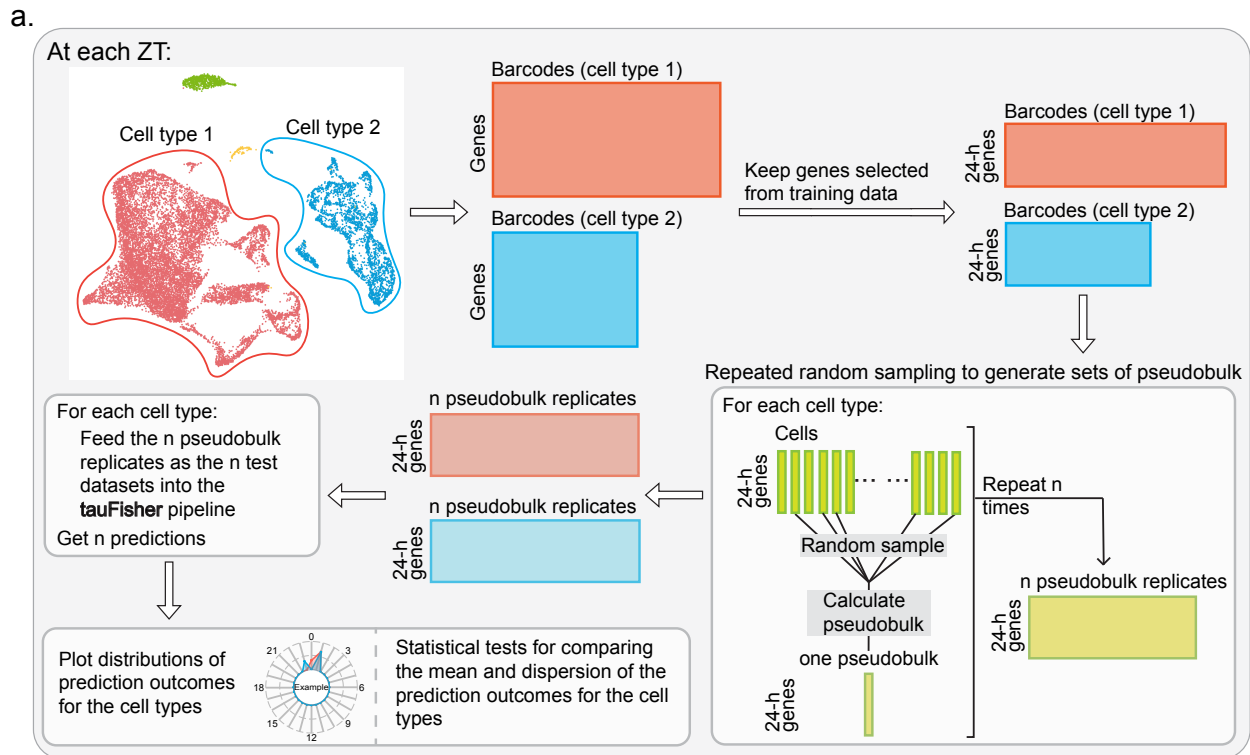 a.
At each ZT:
Cell type 1
Cell type 2
Barcodes (cell type 1)
Genes
Barcodes (cell type 2)
Genes
Keep genes selected
from training data
Barcodes (cell type 1)
24-h
genes
Barcodes (cell type 2)
24-h
genes
Repeated random sampling to generate sets of pseudobulk
For each cell type:
Cells
24-h
genes
... ...
Random sample
Calculate
pseudobulk
one pseudobulk
24-h
genes
Repeat n
times
n pseudobulk replicates
24-h
genes
n pseudobulk replicates
24-h
genes
n pseudobulk replicates
24-h
genes
For each cell type:
Feed the n pseudobulk
replicates as the n test
datasets into the
tauFisher pipeline
Get n predictions
Plot distributions of
prediction outcomes
for the cell types
0
3
6
9
12
15
18
21
Example
Statistical tests for comparing
the mean and dispersion of the
prediction outcomes for the cell
types